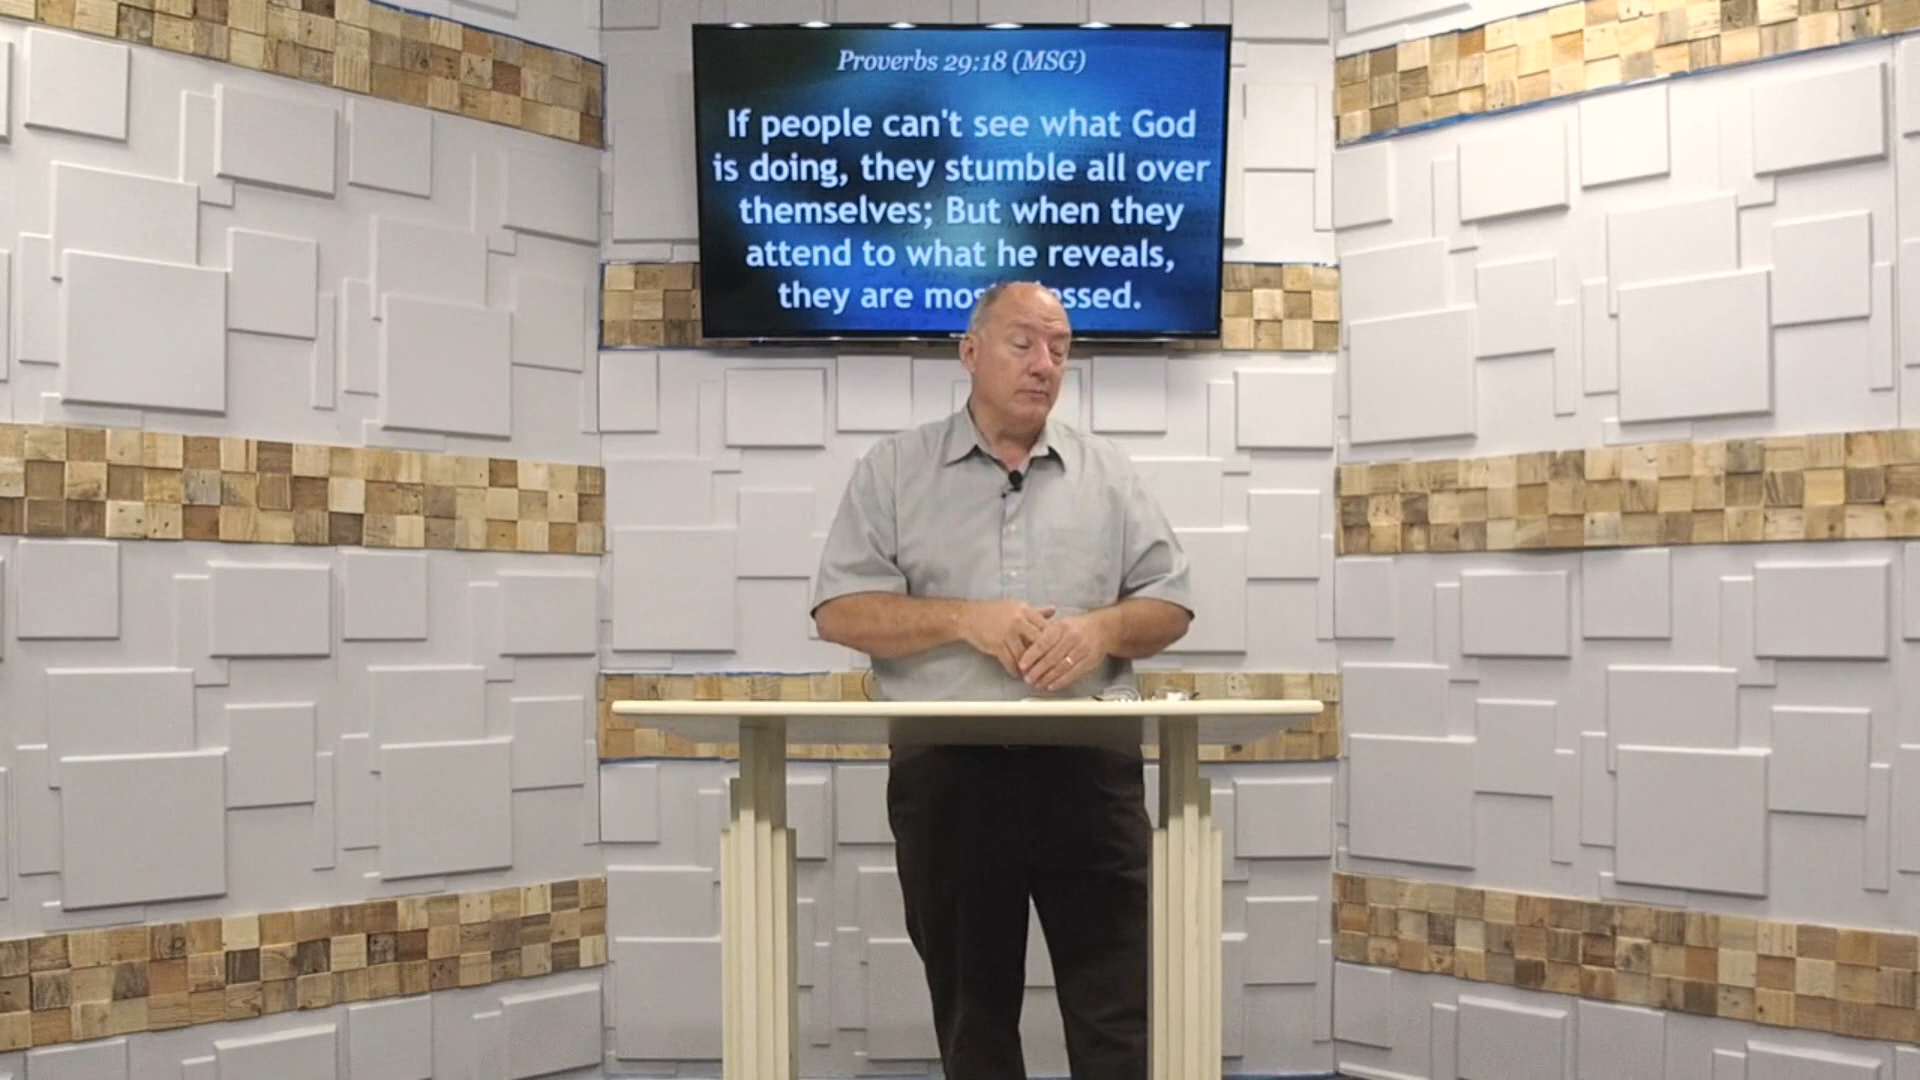 Proverbs 29:18 (MSG)
If people can't see what God
is doing, they stumble all over
themselves; But when they
attend to what he reveals,
they are